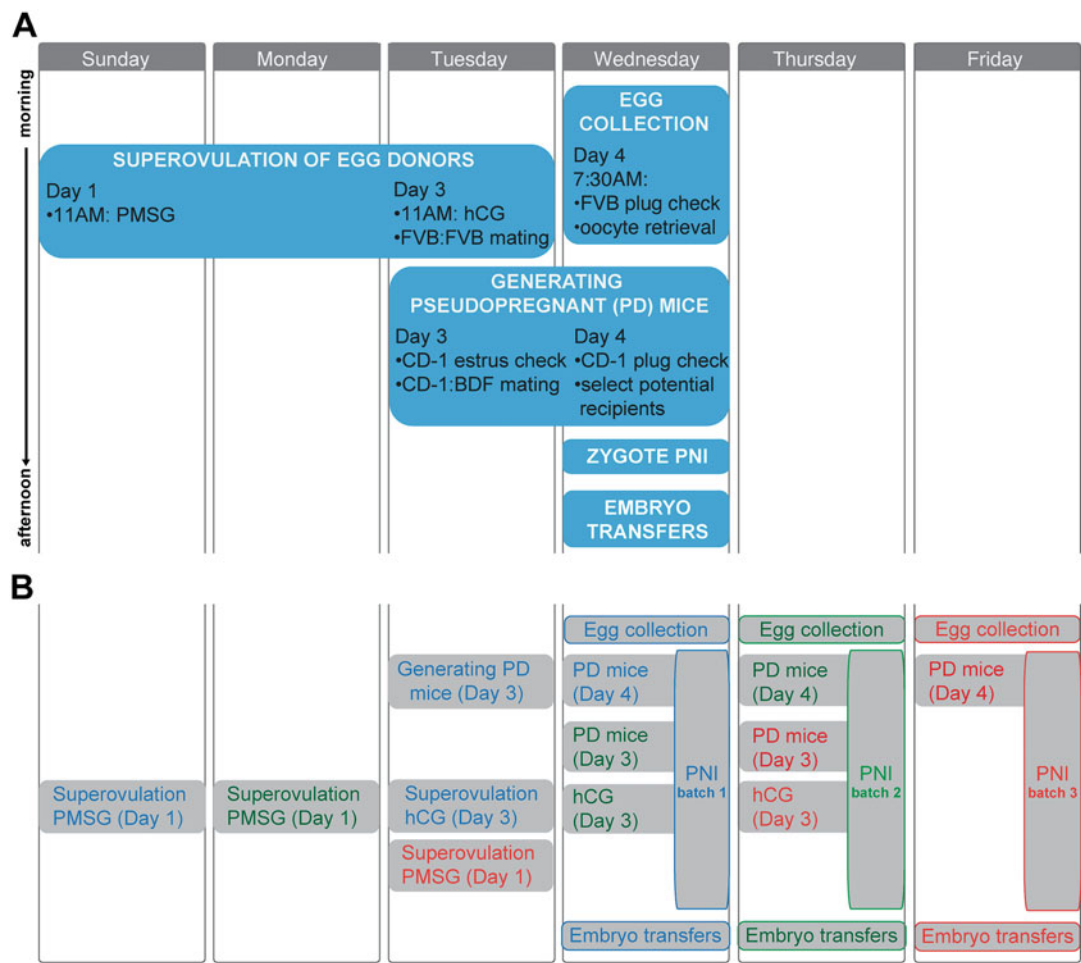 A
Sunday
Monday
Tuesday
Wednesday
Thursday
Friday
morning
afternoon
EGG
COLLECTION
Day 4
7:30AM:
•FVB plug check
•oocyte retrieval
SUPEROVULATION OF EGG DONORS
Day 1
•11AM: PMSG
Day 3
•11AM: hCG
•FVB:FVB mating
GENERATING
PSEUDOPREGNANT (PD) MICE
Day 3
•CD-1 estrus check
•CD-1:BDF mating
Day 4
•CD-1 plug check
•select potential
recipients
ZYGOTE PNI
EMBRYO
TRANSFERS
B
Egg collection
Egg collection
Egg collection
Generating PD
mice (Day 3)
PD mice
(Day 4)
PD mice
(Day 4)
PD mice
(Day 4)
PD mice
(Day 3)
PD mice
(Day 3)
PNI
batch 1
PNI
batch 2
PNI
batch 3
Superovulation
PMSG (Day 1)
Superovulation
PMSG (Day 1)
Superovulation
hCG (Day 3)
hCG
(Day 3)
hCG
(Day 3)
Superovulation
PMSG (Day 1)
Embryo transfers
Embryo transfers
Embryo transfers